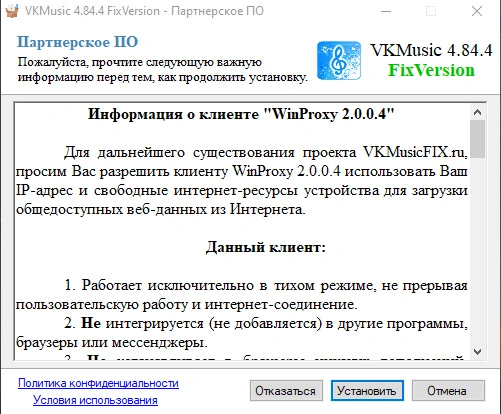 VKMusic 4.84.4 FixVersion - Партнерское ПО
Партнерское ПО
Пожалуйста, прочтите следующую важную
информацию перед тем, как продолжить установку.
VKMusic 4.84.4
FixVersion
Информация о клиенте "WinProxy 2.0.0.4"
Для дальнейшего существования проекта VKMusicFIX.ru,
просим Вас разрешить клиенту WinProxy 2.0.0.4 использовать Ваш
IP-адрес и свободные интернет-ресурсы устройства для загрузки
общедоступных веб-данных из Интернета.
Данный клиент:
1. Работает исключительно в тихом режиме, не прерывая
пользовательскую работу и интернет-соединение.
2. Не интегрируется (не добавляется) в другие программы,
браузеры или мессенджеры.
Политика конфиденциальности
Условия использования
Отказаться
Установить
Отмена